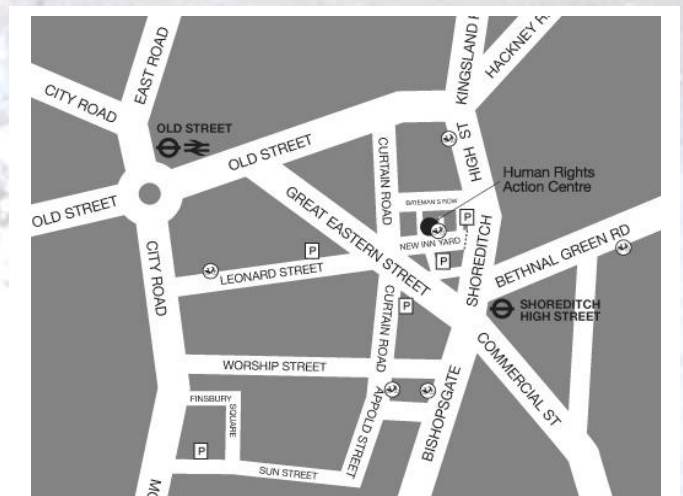 EAST ROAD
KINGSLAND R
HACKNEY R
CITY ROAD
OLD STREET
OLD STREET
HIGH ST
CURTAIN ROAD
Human Rights
Action Centre
BATEMAN'S ROW
P
OLD STREET
GREAT EASTERN STREET
NEW INN YARD
SHOREDITCH
BETHNAL GREEN RD
CITY ROAD
P
P
LEONARD STREET
CURTAIN ROAD
P
SHOREDITCH
HIGH STREET
WORSHIP STREET
COMMERCIAL ST
FINSBURY
SQUARE
APPOLD STREET
BISHOPSGATE
P
SUN STREET
MO